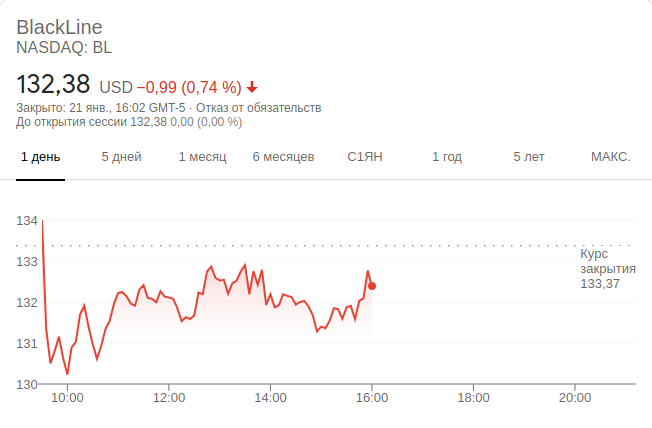 BlackLine
NASDAQ: BL
132,38 USD −0,99 (0,74 %)
Закрыто: 21 янв., 16:02 GMT-5 · Отказ от обязательств
До открытия сессии 132,38 0,00 (0,00 %)
1 день 5 дней 1 месяц 6 месяцев С1ЯН 1 год 5 лет МАКС.
134
Курс
133
закрытия
133,37
132
131
130
10:00 12:00 14:00 16:00 18:00 20:00